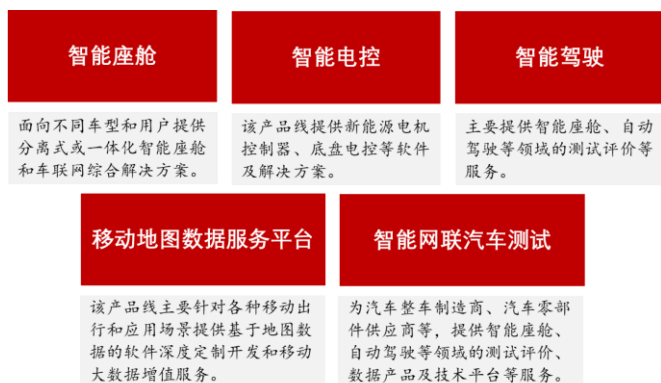 智能座舱
面向不同车型和用户提供
分离式或一体化智能座舱
和车联网综合解决方案。
智能电控
该产品线提供新能源电机
控制器、底盘电控等软件
及解决方案。
智能驾驶
主要提供智能座舱、自动
驾驶等领域的测试评价等
服务。
移动地图数据服务平台
该产品线主要针对各种移动出
行和应用场景提供基于地图数
据的软件深度定制开发和移动
大数据增值服务。
智能网联汽车测试
为汽车整车制造商、汽车零部
件供应商等，提供智能座舱、
自动驾驶等领域的测试评价、
数据产品及技术平台等服务。